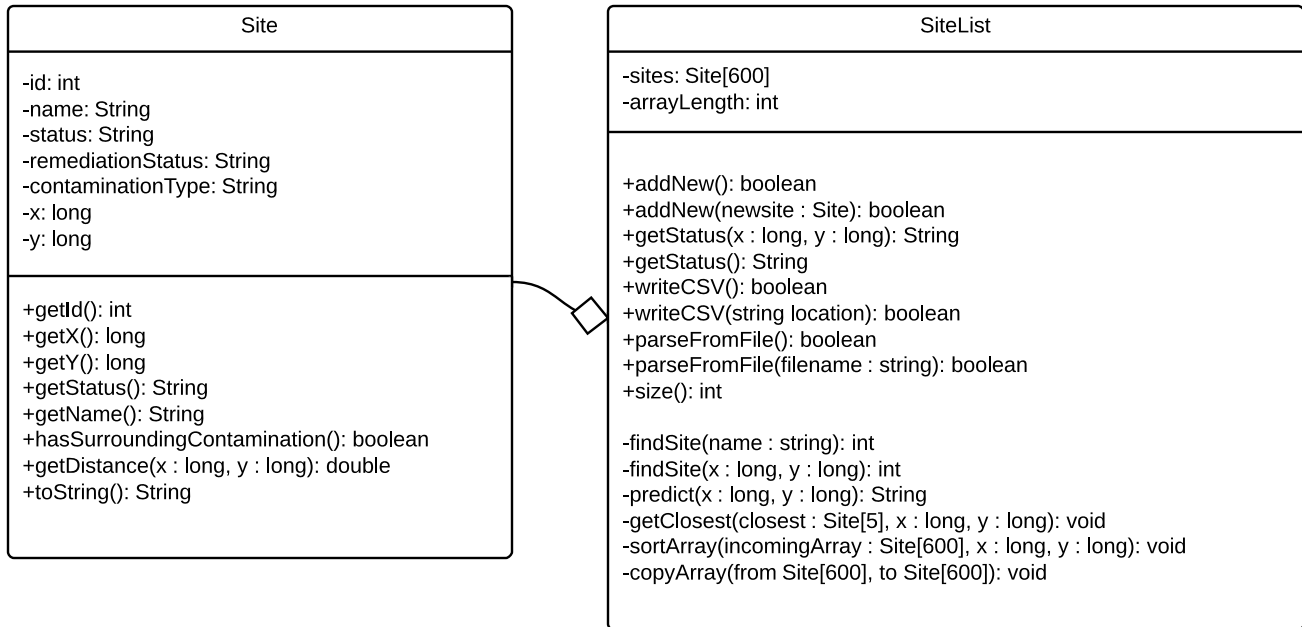 Site
-id: int
-name: String
-status: String
-remediationStatus: String
-contaminationType: String
-x: long
-y: long
+getId(): int
+getX(): long
+getY(): long
+getStatus(): String
+getName(): String
+hasSurroundingContamination(): boolean
+getDistance(x : long, y : long): double
+toString(): String
SiteList
-sites: Site[600]
-arrayLength: int
+addNew(): boolean
+addNew(newsite : Site): boolean
+getStatus(x : long, y : long): String
+getStatus(): String
+writeCSV(): boolean
+writeCSV(string location): boolean
+parseFromFile(): boolean
+parseFromFile(filename : string): boolean
+size(): int
-findSite(name : string): int
-findSite(x : long, y : long): int
-predict(x : long, y : long): String
-getClosest(closest : Site[5], x : long, y : long): void
-sortArray(incomingArray : Site[600], x : long, y : long): void
-copyArray(from Site[600], to Site[600]): void